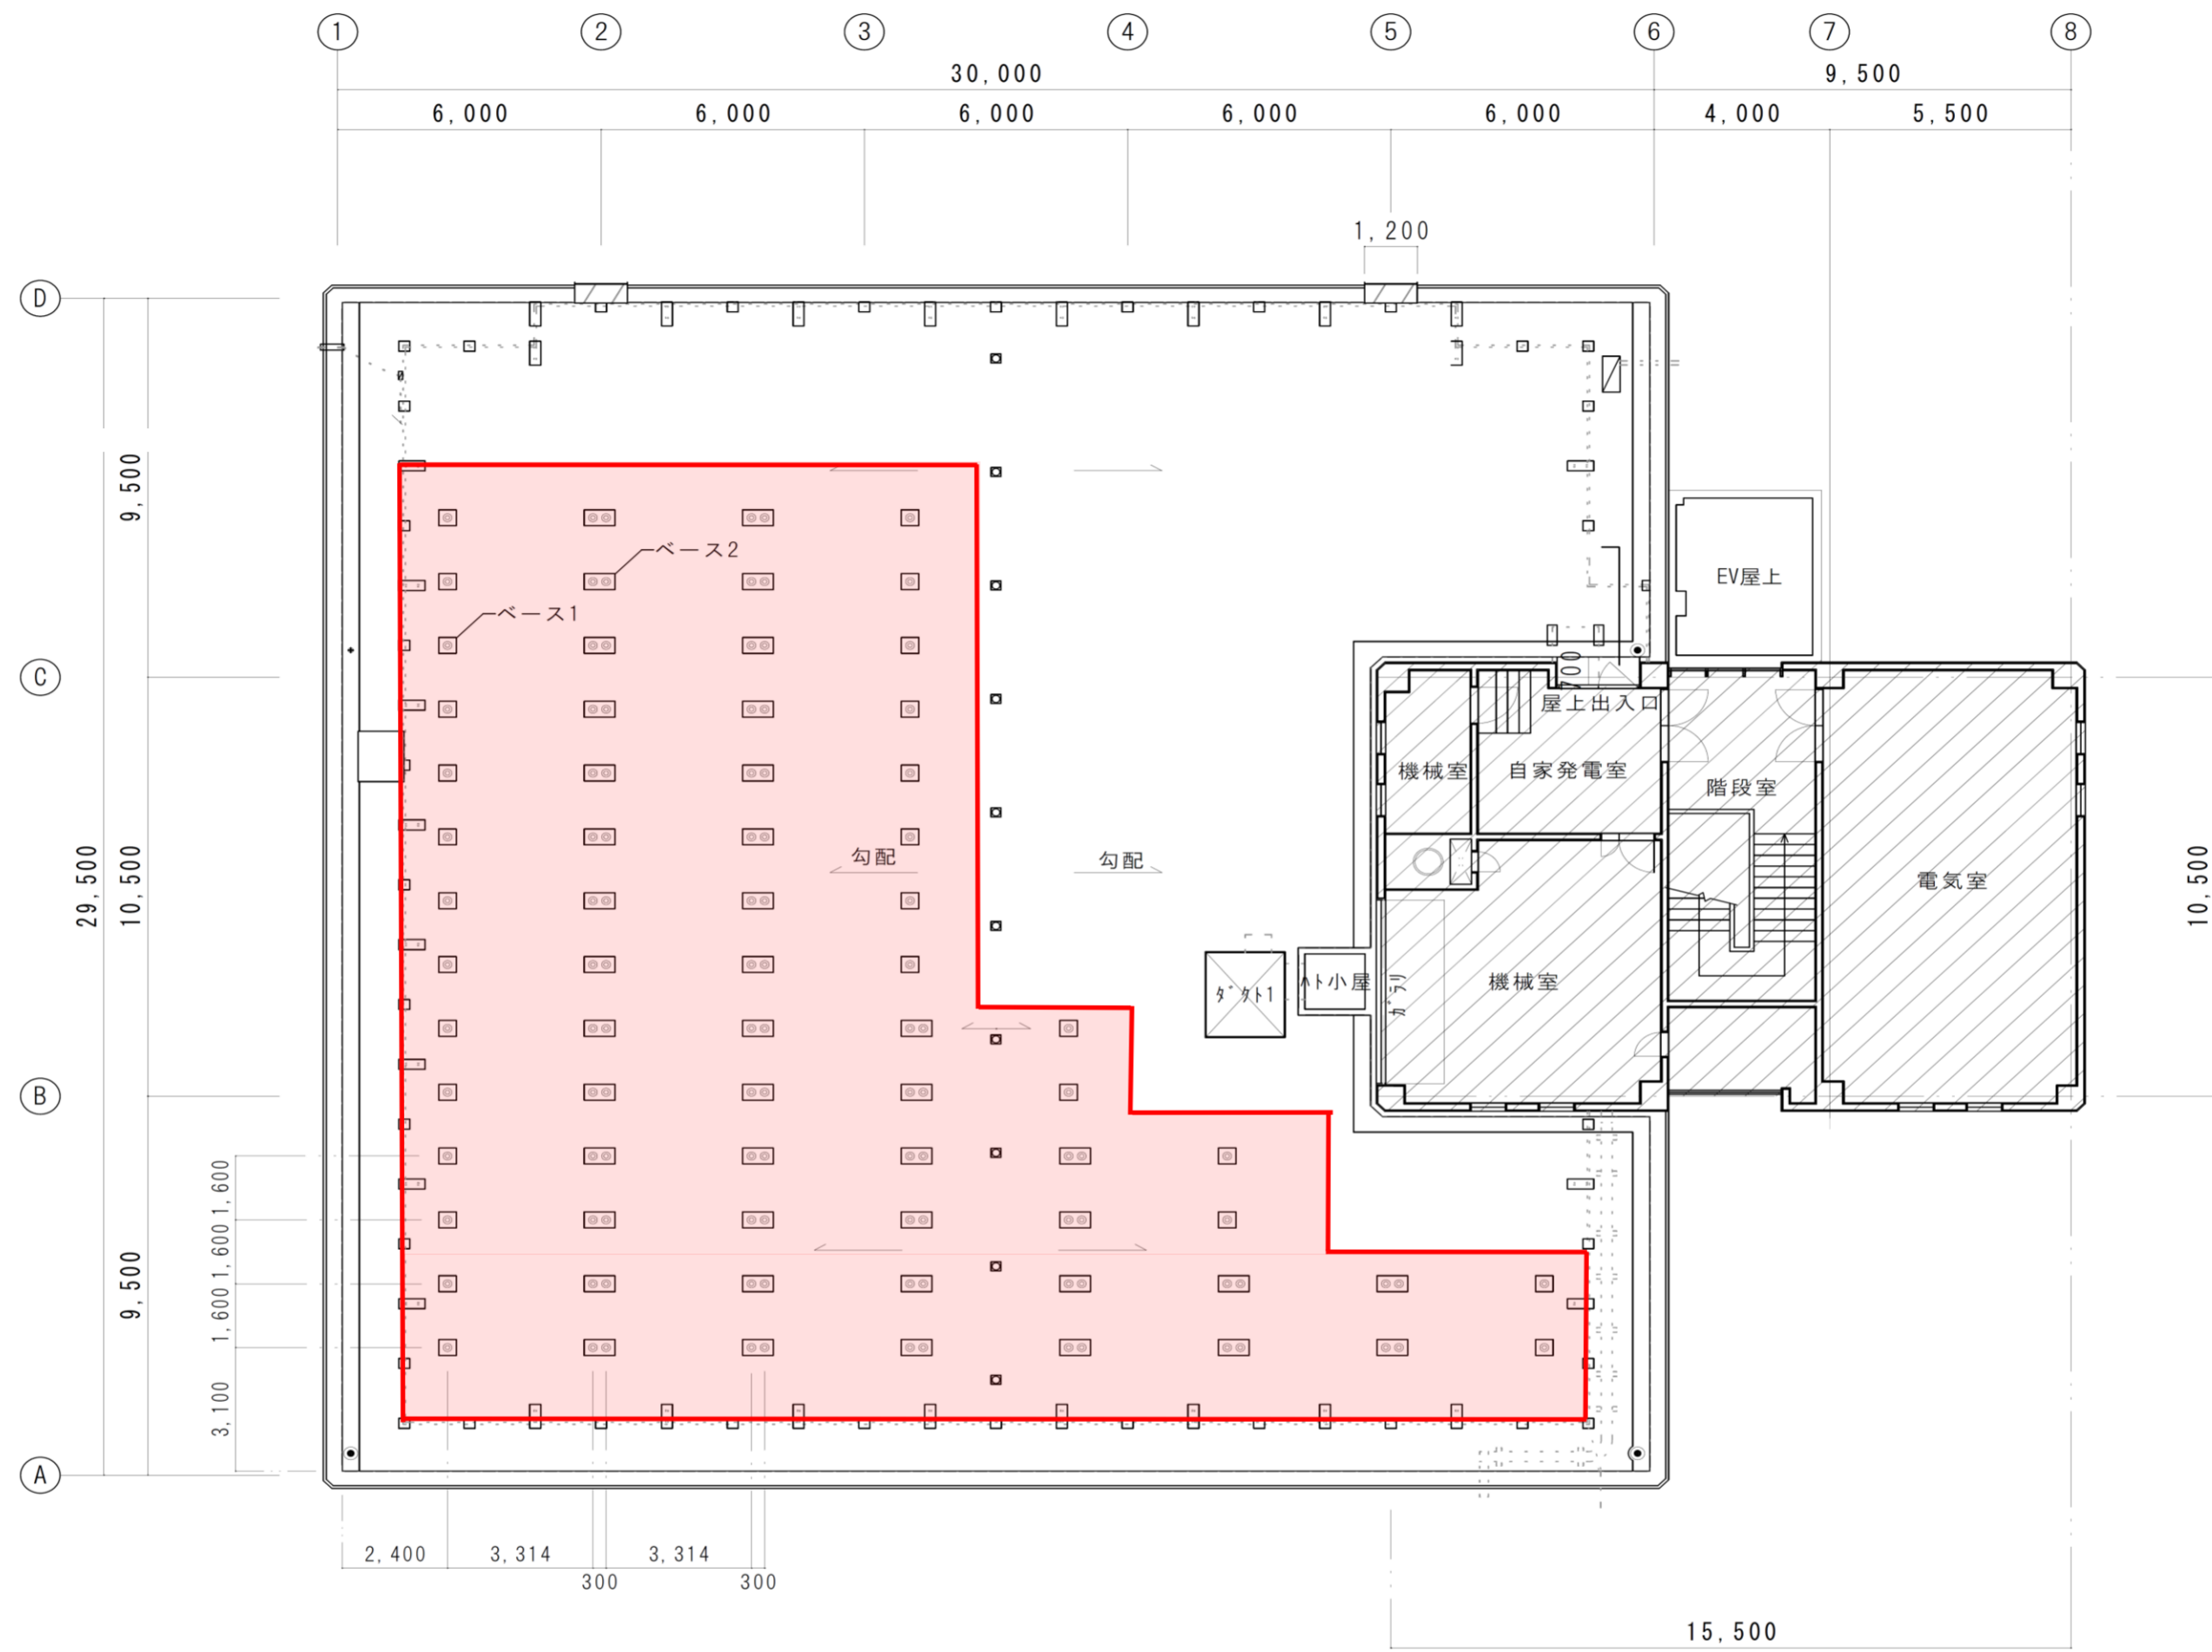 1 2 3 4 5 6 7 8
30,000 9,500
6,000 6,000 6,000 6,000 6,000 4,000 5,500
1,200
D
9,500
ベース2
EV屋上
ベース1
C
屋上出入口
機械室 自家発電室
階段室
勾配 勾配
電気室
29,500 10,500 10,500
ダクト1 ハト小屋 ガラリ 機械室
B
1,600
1,600
1,600
9,500
3,100
A
2,400 3,314 3,314
300 300
15,500